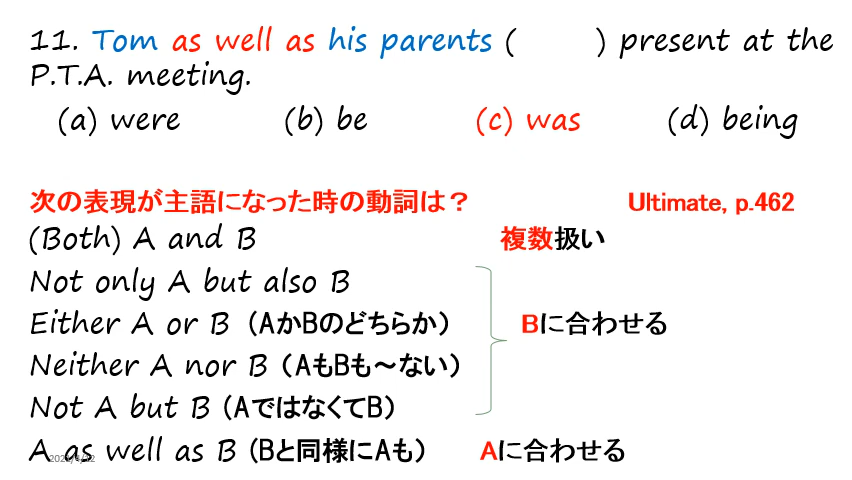 11. Tom as well as his parents (          ) present at the
P.T.A. meeting.
(a) were (b) be (c) was (d) being
次の表現が主語になった時の動詞は？ Ultimate, p.462
(Both) A and B 複数扱い
Not only A but also B
Either A or B (AかBのどちらか) Bに合わせる
Neither A nor B (AもBも～ない)
Not A but B (AではなくてB)
A as well as B (Bと同様にAも) Aに合わせる